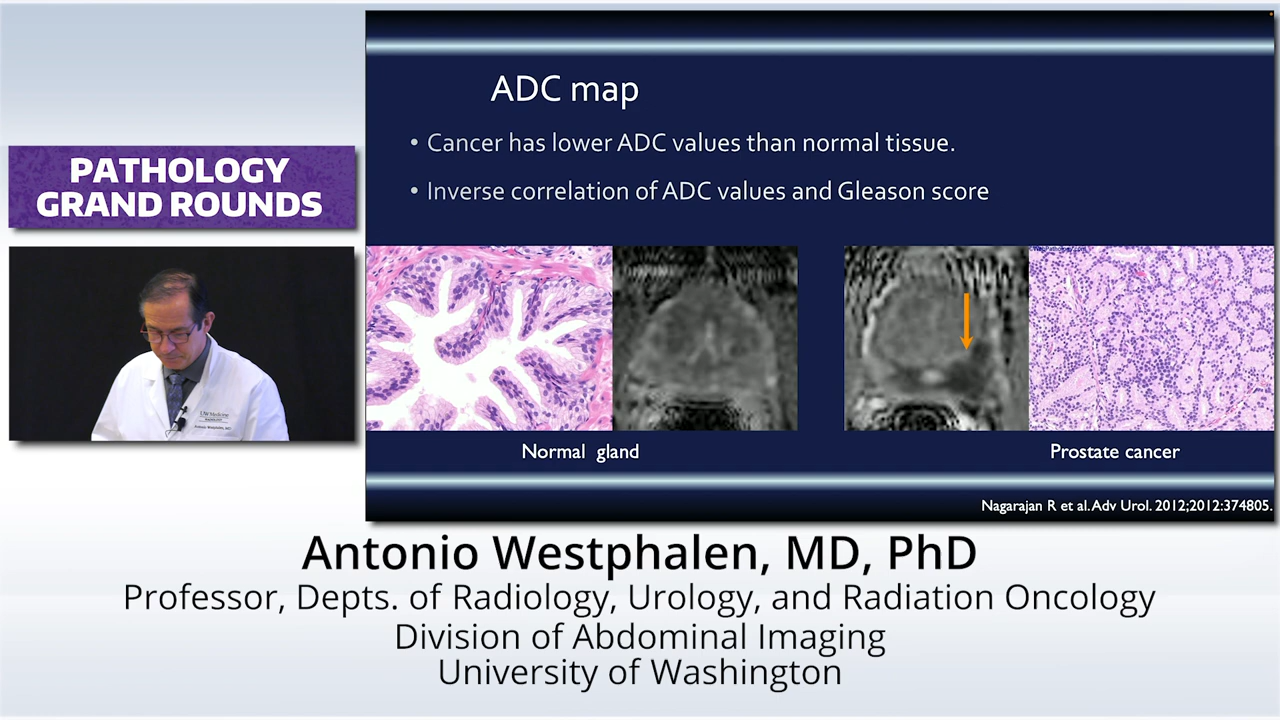 PATHOLOGY
GRAND ROUNDS
ADC map
• Cancer has lower ADC values than normal tissue.
• Inverse correlation of ADC values and Gleason score
Normal gland
Prostate cancer
Nagarajan R et al. Adv Urol. 2012;2012:374805.
UW Medicine
Antonio Westphalen, MD, PhD
Professor, Depts. of Radiology, Urology, and Radiation Oncology
Division of Abdominal Imaging
University of Washington